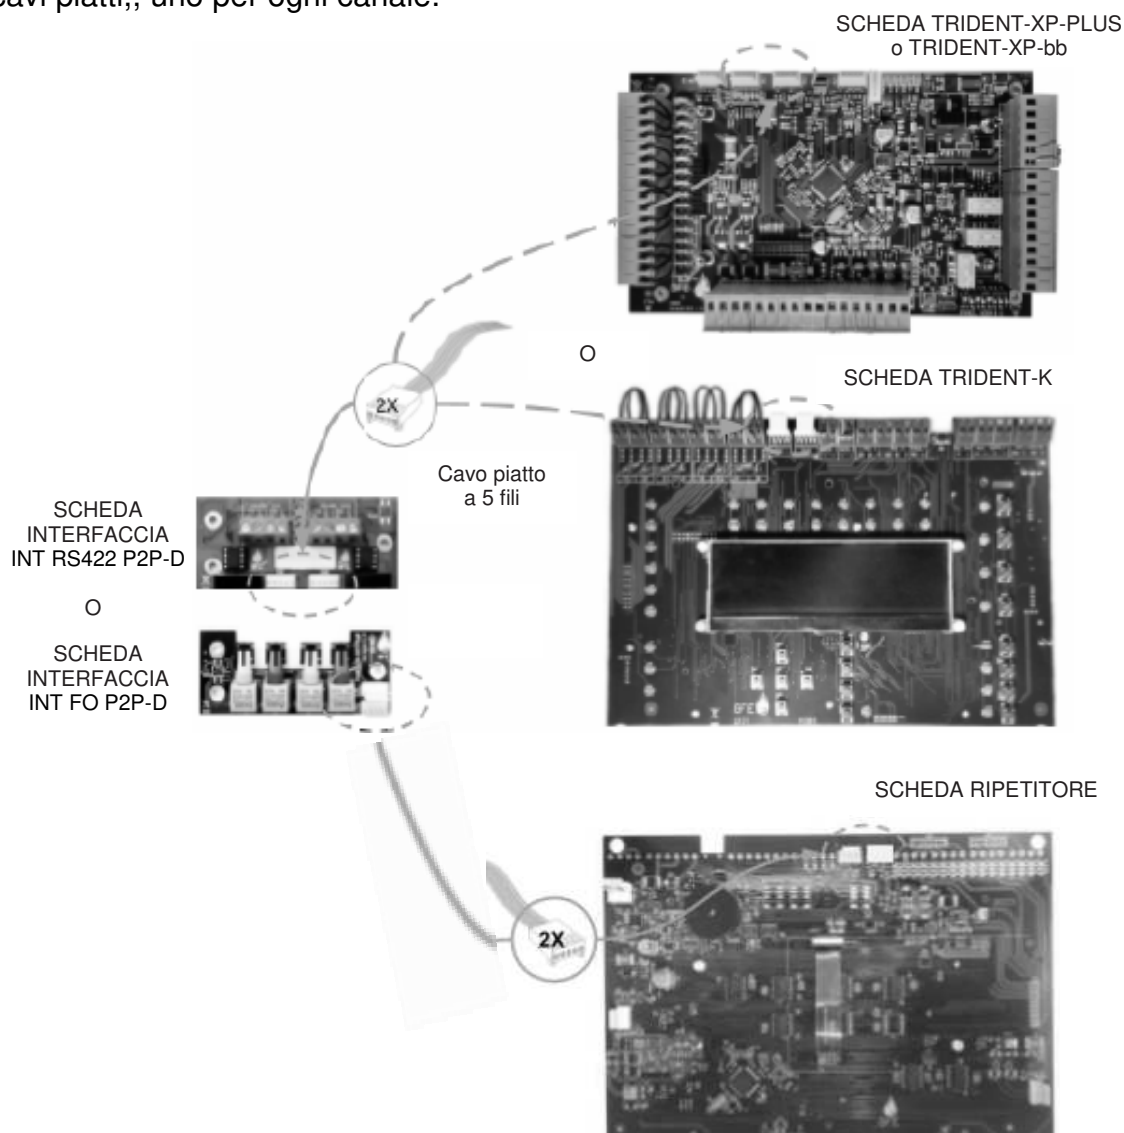 cavi piatti,, uno per ogni canale.
SCHEDA TRIDENT-XP-PLUS
o TRIDENT-XP-bb
O
SCHEDA TRIDENT-K
2X
Cavo piatto
a 5 fili
SCHEDA
INTERFACCIA
INT RS422 P2P-D
O
SCHEDA
INTERFACCIA
INT FO P2P-D
SCHEDA RIPETITORE
2X